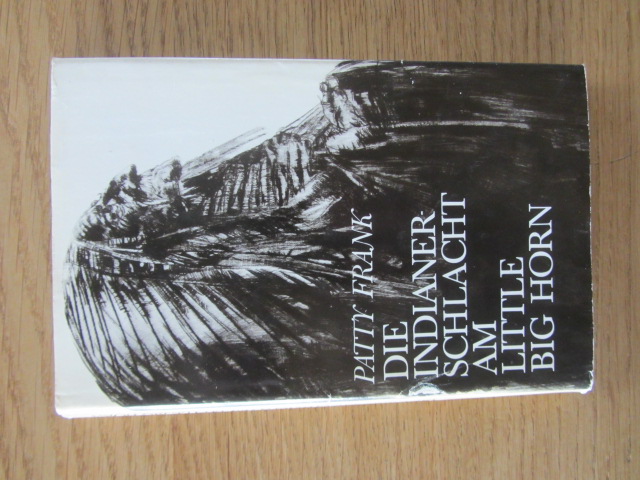 PATTY FRANK
DIE
INDIANER-
SCHLACHT
AM
LITTLE
BIG HORN